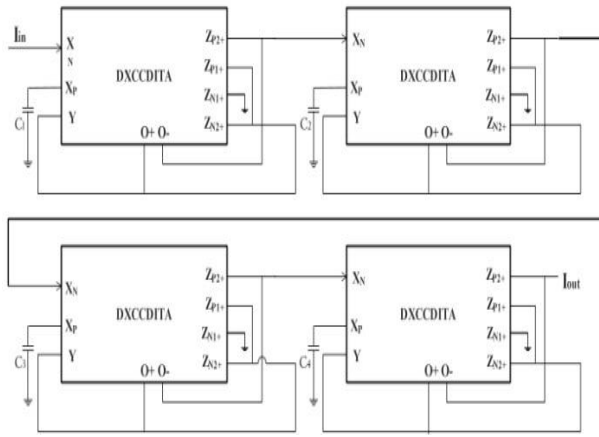 Iin
X
N
XP
Y
C1
DXCCDITA
ZP2+
ZP1+
ZN1+
ZN2+
O+ O-
XN
XP
Y
C2
DXCCDITA
ZP2+
ZP1+
ZN1+
ZN2+
O+ O-
XN
XP
Y
C3
DXCCDITA
ZP2+
ZP1+
ZN1+
ZN2+
O+ O-
XN
XP
Y
C4
DXCCDITA
ZP2+
ZP1+
ZN1+
ZN2+
O+ O-
Iout